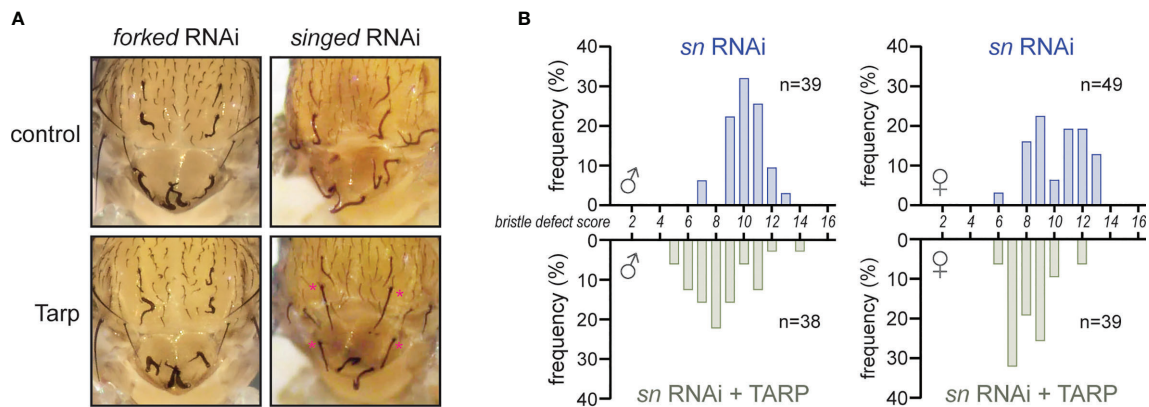 A
forked RNAi
singed RNAi
control
Tarp
*
*
*
*
B
sn RNAi
sn RNAi
40
30
20
10
0
frequency (%)
n=39
♂
40
30
20
10
0
frequency (%)
n=49
♀
bristle defect score
2 4 6 8 10 12 14 16
2 4 6 8 10 12 14 16
0
10
20
30
40
frequency (%)
♂
n=38
sn RNAi + TARP
0
10
20
30
40
frequency (%)
♀
n=39
sn RNAi + TARP